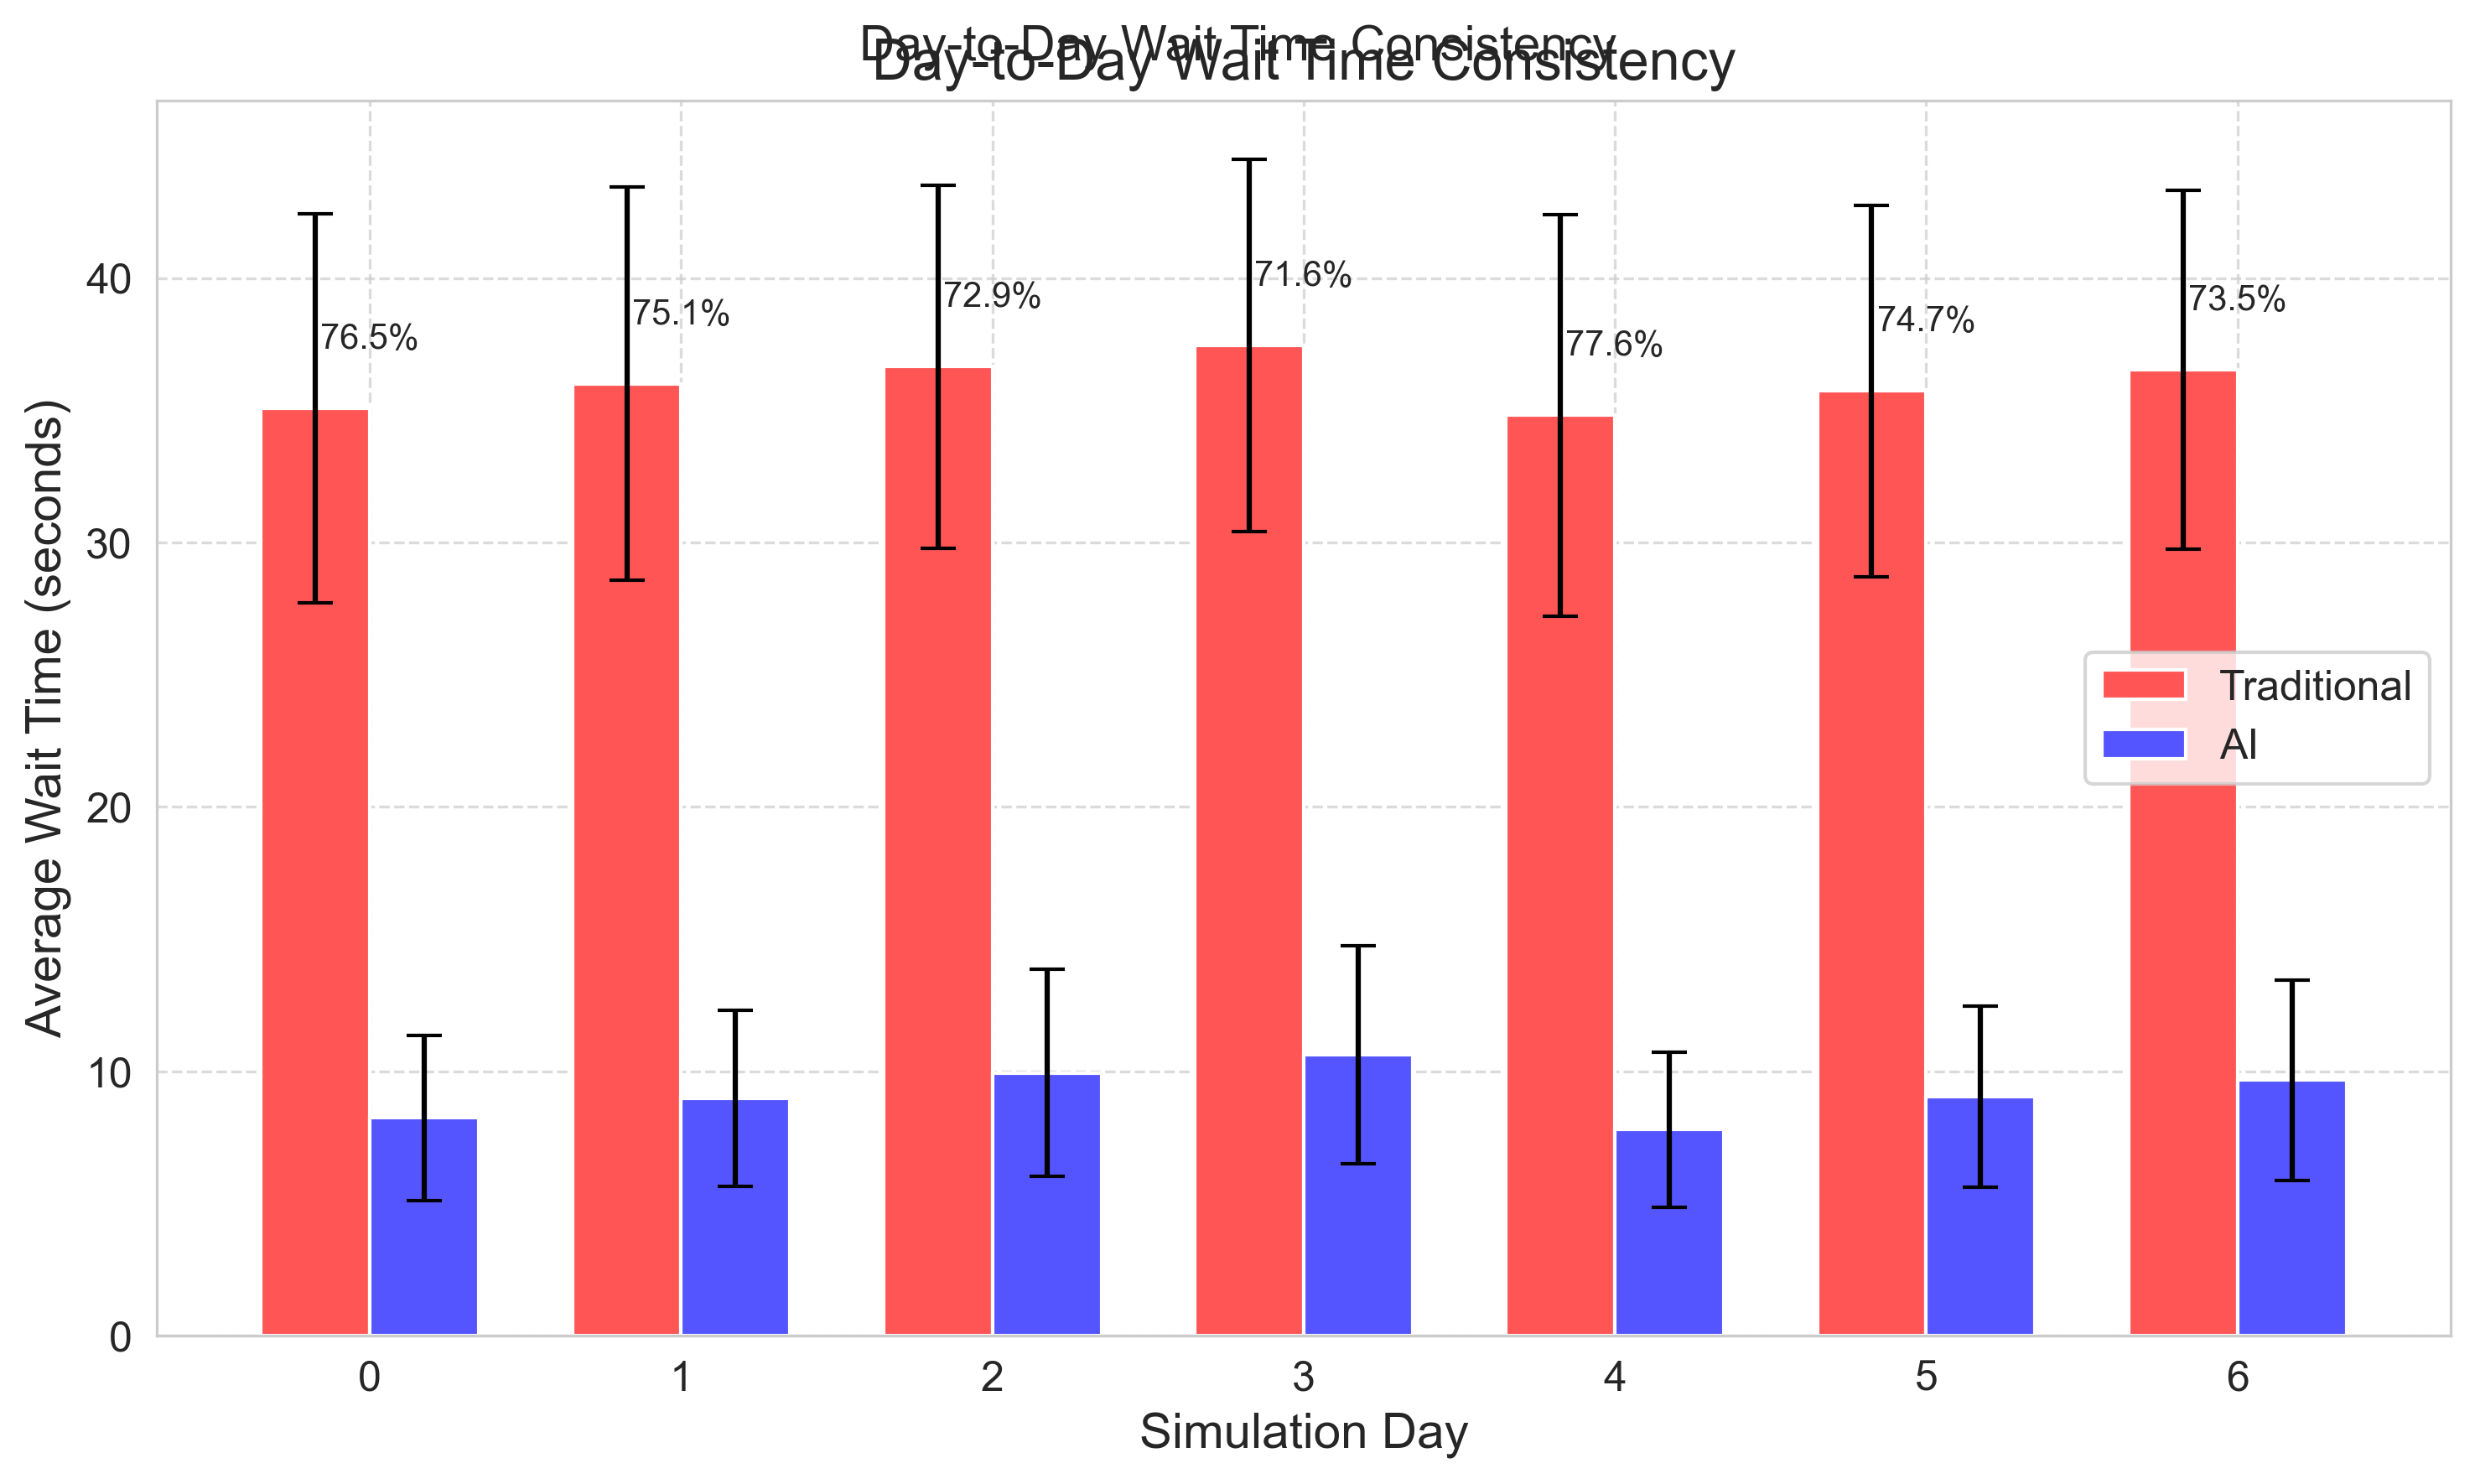 Day-to-Day Wait Time Consistency
Day-to-Day Wait Time Consistency
Average Wait Time (seconds)
40
30
20
10
0
76.5%
75.1%
72.9%
71.6%
77.6%
74.7%
73.5%
Traditional
AI
0 1 2 3 4 5 6
Simulation Day